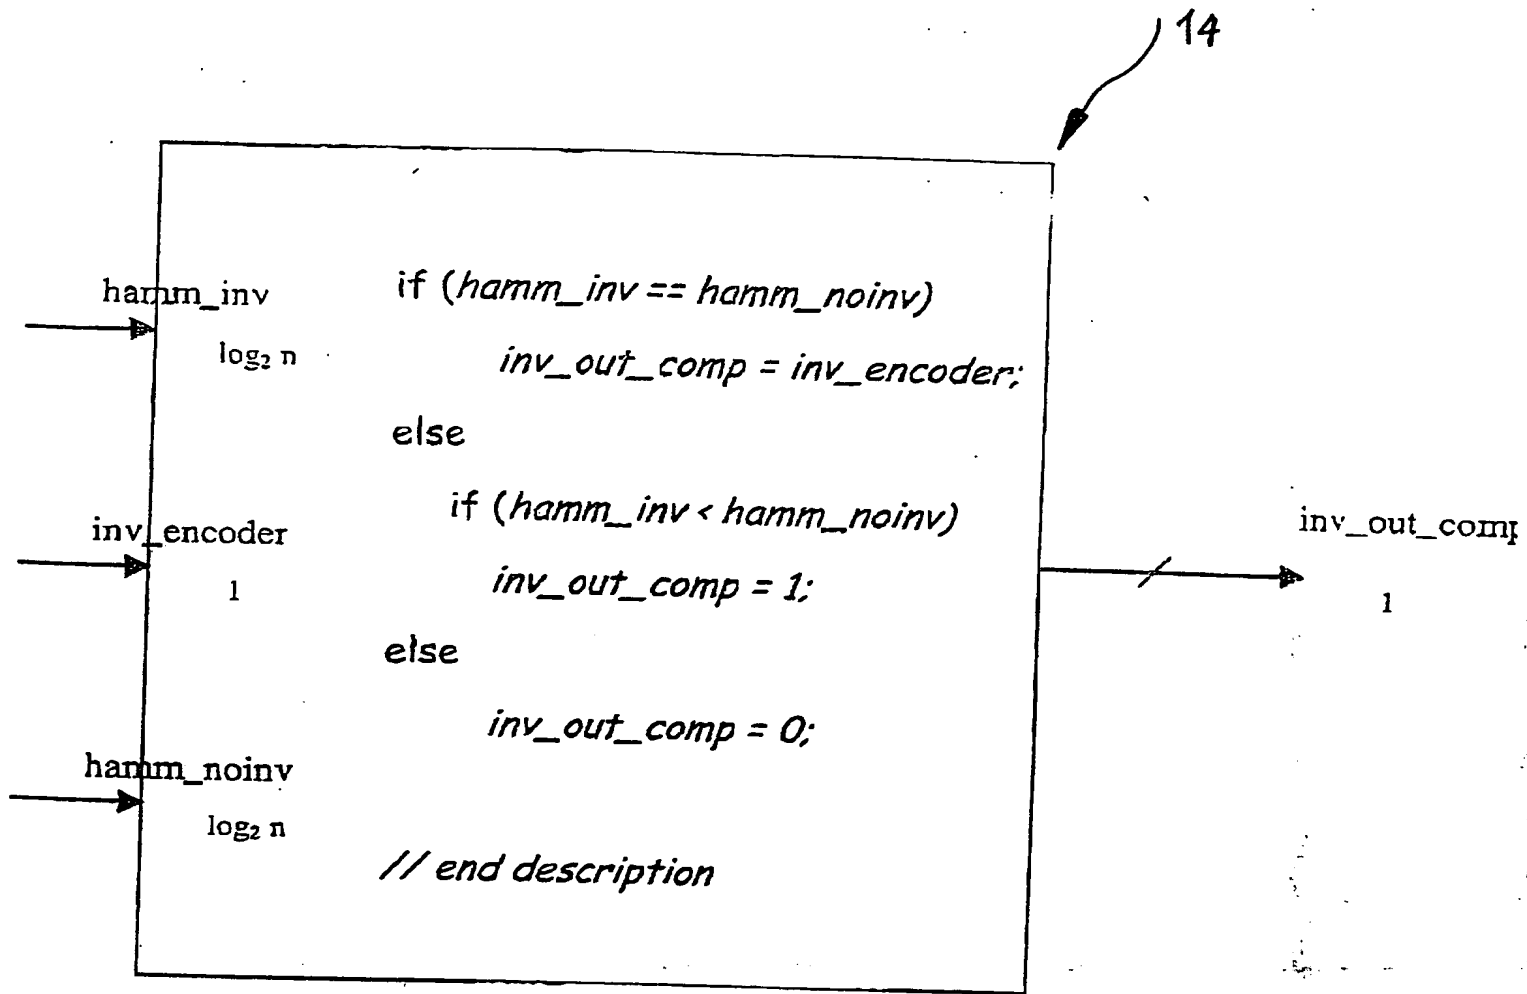 14
hamm_inv
log₂ n
if (hamm_inv == hamm_noinv)
inv_out_comp = inv_encoder;
else
if (hamm_inv < hamm_noinv)
inv_encoder
1
inv_out_comp = 1;
inv_out_comp
1
else
inv_out_comp = 0;
hamm_noinv
log₂ n
// end description